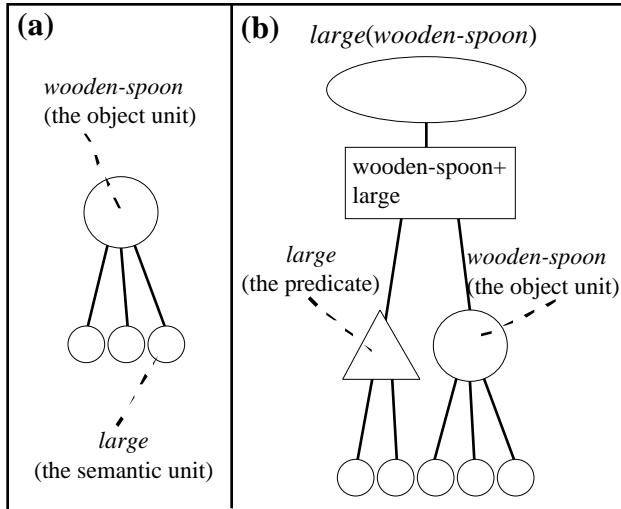 (a)
wooden-spoon
(the object unit)
large
(the semantic unit)
(b)
large(wooden-spoon)
wooden-spoon+
large
large
(the predicate)
wooden-spoon
(the object unit)